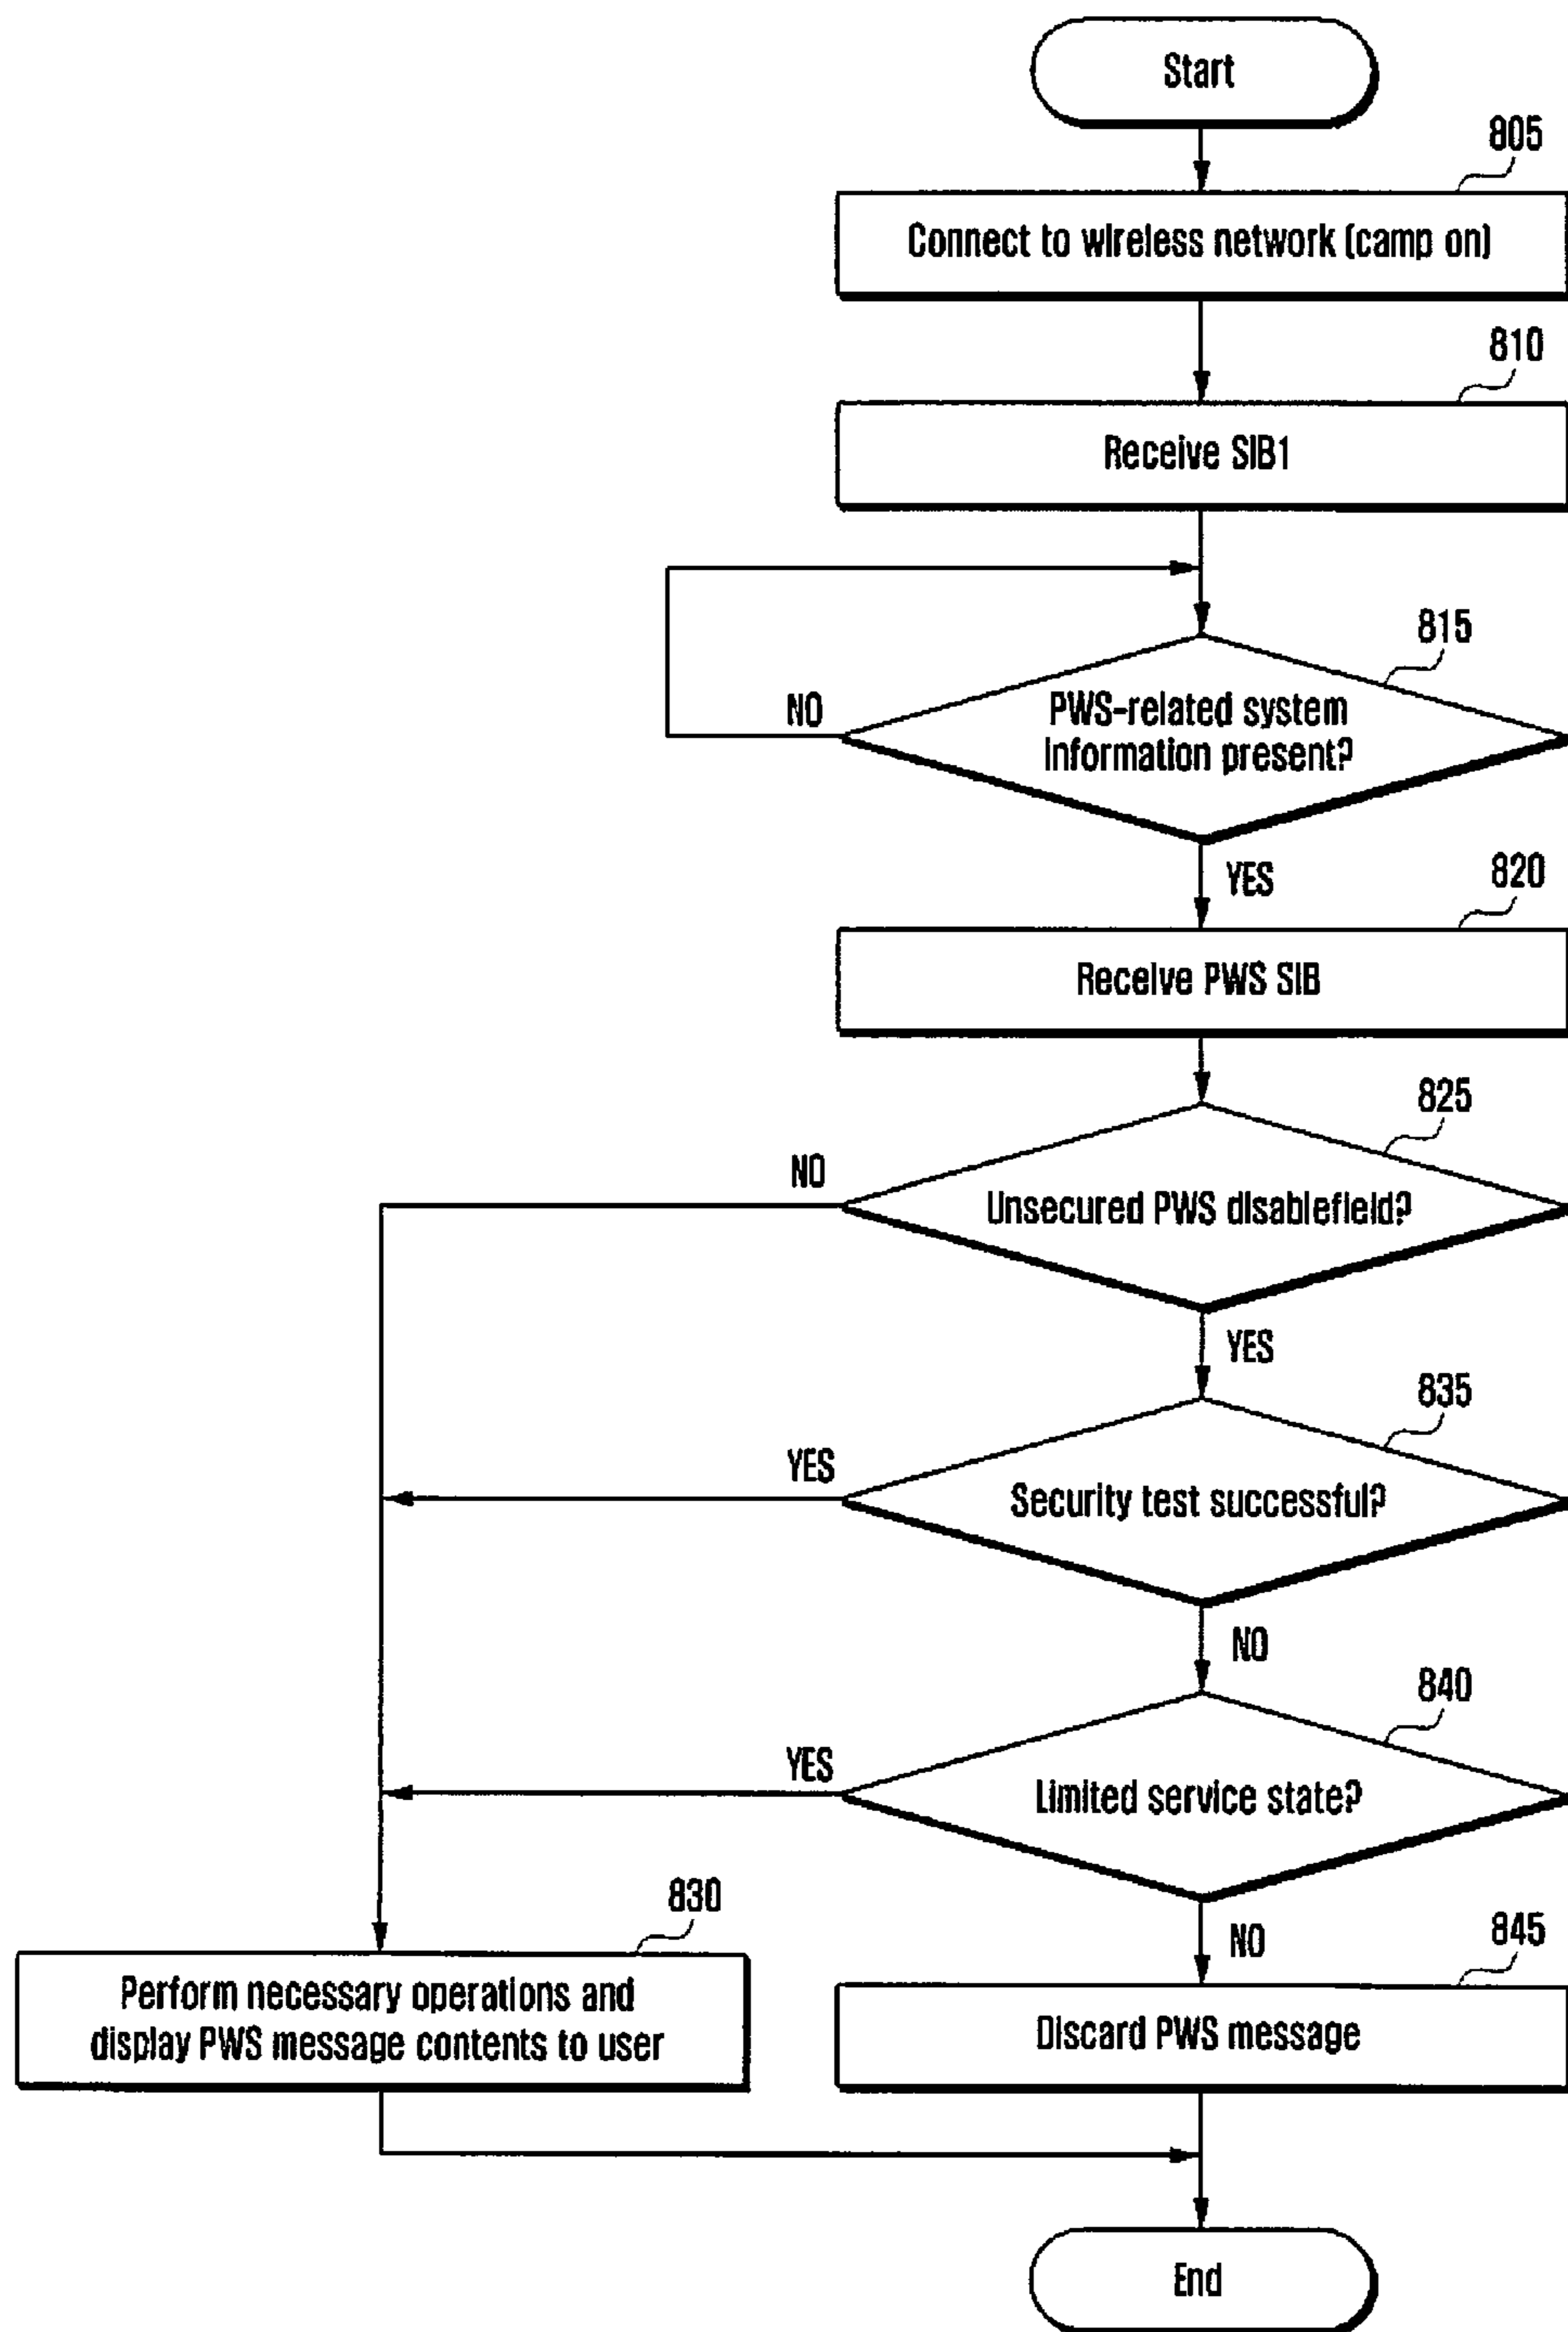 Start
805
Connect to wireless network (camp on)
810
Receive SIB1
815
PWS-related system
information present?
NO
YES
820
Receive PWS SIB
825
Unsecured PWS disablefield?
NO
YES
835
Security test successful?
YES
NO
840
Limited service state?
YES
NO
830
Perform necessary operations and
display PWS message contents to user
845
Discard PWS message
End